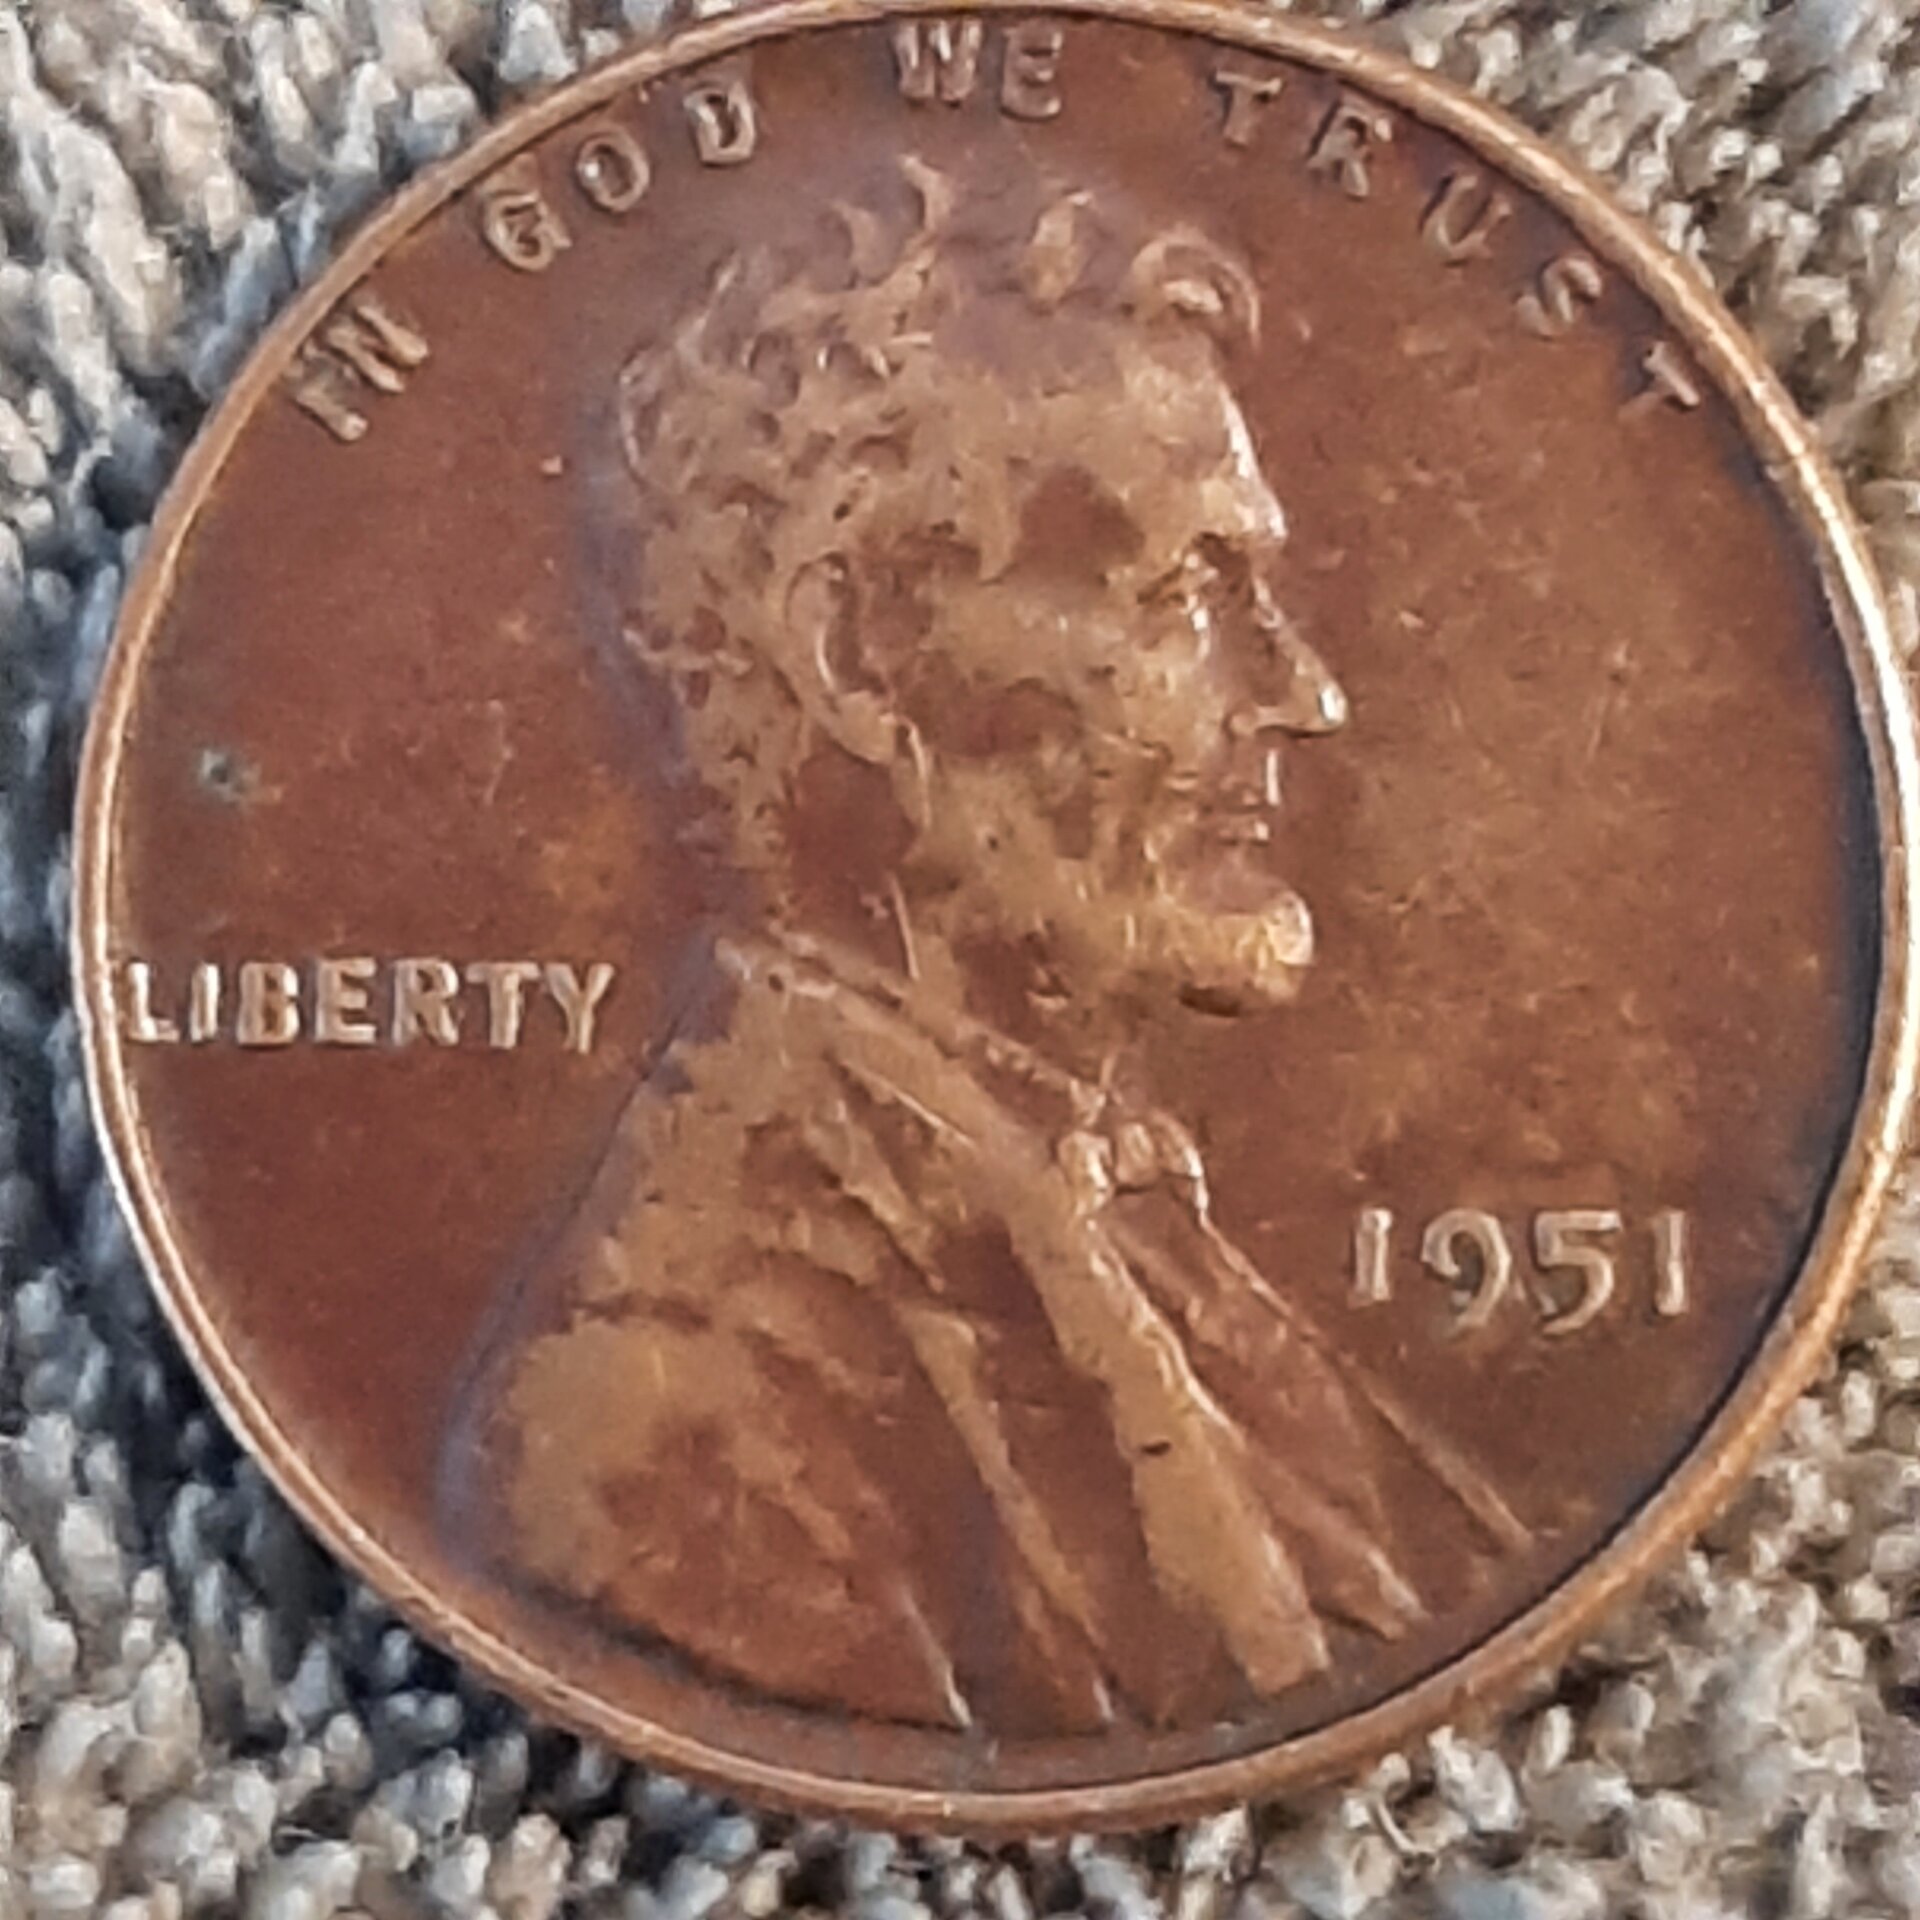 IN GOD WE TRUST
LIBERTY
1951